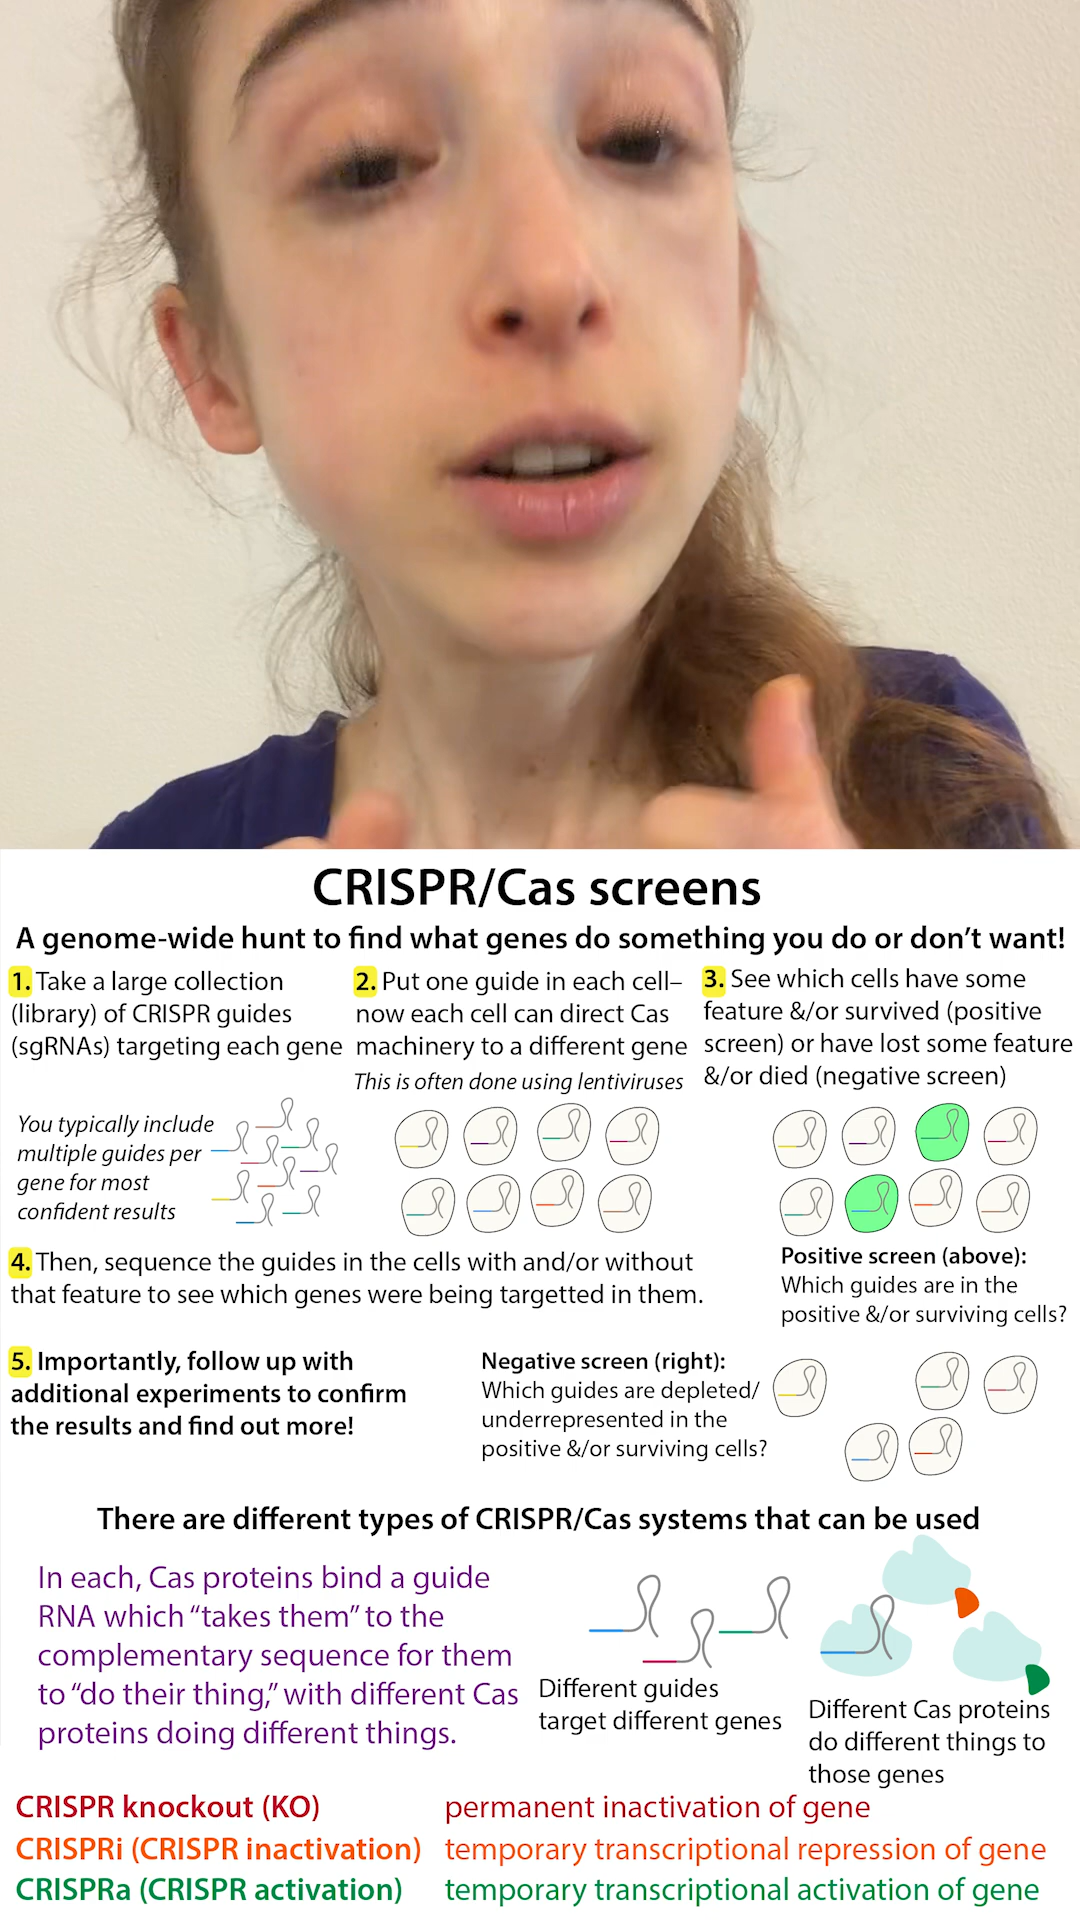 CRISPR/Cas screens
A genome-wide hunt to find what genes do something you do or don't want!
1. Take a large collection
(library) of CRISPR guides
(sgRNAs) targeting each gene
You typically include
multiple guides per
gene for most
confident results
2. Put one guide in each cell–
now each cell can direct Cas
machinery to a different gene
This is often done using lentiviruses
3. See which cells have some
feature &/or survived (positive
screen) or have lost some feature
&/or died (negative screen)
4. Then, sequence the guides in the cells with and/or without
that feature to see which genes were being targetted in them.
Positive screen (above):
Which guides are in the
positive &/or surviving cells?
5. Importantly, follow up with
additional experiments to confirm
the results and find out more!
Negative screen (right):
Which guides are depleted/
underrepresented in the
positive &/or surviving cells?
There are different types of CRISPR/Cas systems that can be used
In each, Cas proteins bind a guide
RNA which “takes them” to the
complementary sequence for them
to “do their thing,” with different Cas
proteins doing different things.
Different guides
target different genes
Different Cas proteins
do different things to
those genes
CRISPR knockout (KO) permanent inactivation of gene
CRISPRi (CRISPR inactivation) temporary transcriptional repression of gene
CRISPRa (CRISPR activation) temporary transcriptional activation of gene